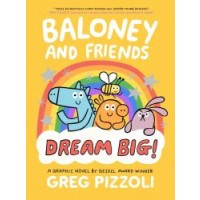 BALONEY
AND FRIENDS
DREAM BIG!
A GRAPHIC NOVEL BY GEISEL AWARD WINNER
GREG PIZZOLI